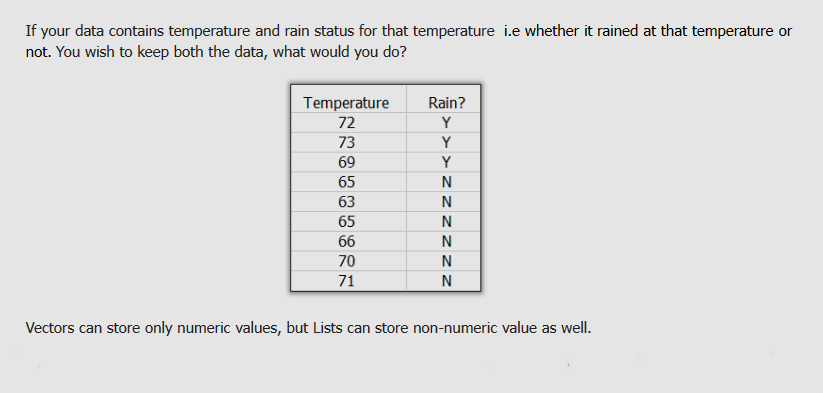 If your data contains temperature and rain status for that temperature i.e whether it rained at that temperature or
not. You wish to keep both the data, what would you do?
Temperature Rain?
72 Y
73 Y
69 Y
65 N
63 N
65 N
66 N
70 N
71 N
Vectors can store only numeric values, but Lists can store non-numeric value as well.